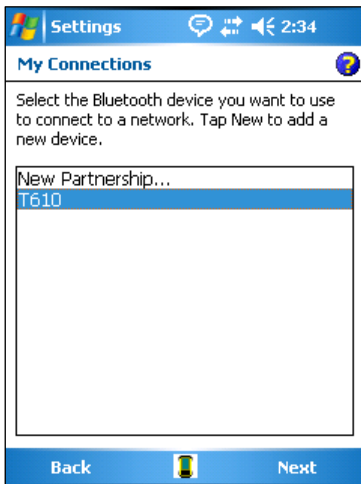 Settings 2:34
My Connections
Select the Bluetooth device you want to use
to connect to a network. Tap New to add a
new device.
New Partnership...
T610
Back Next